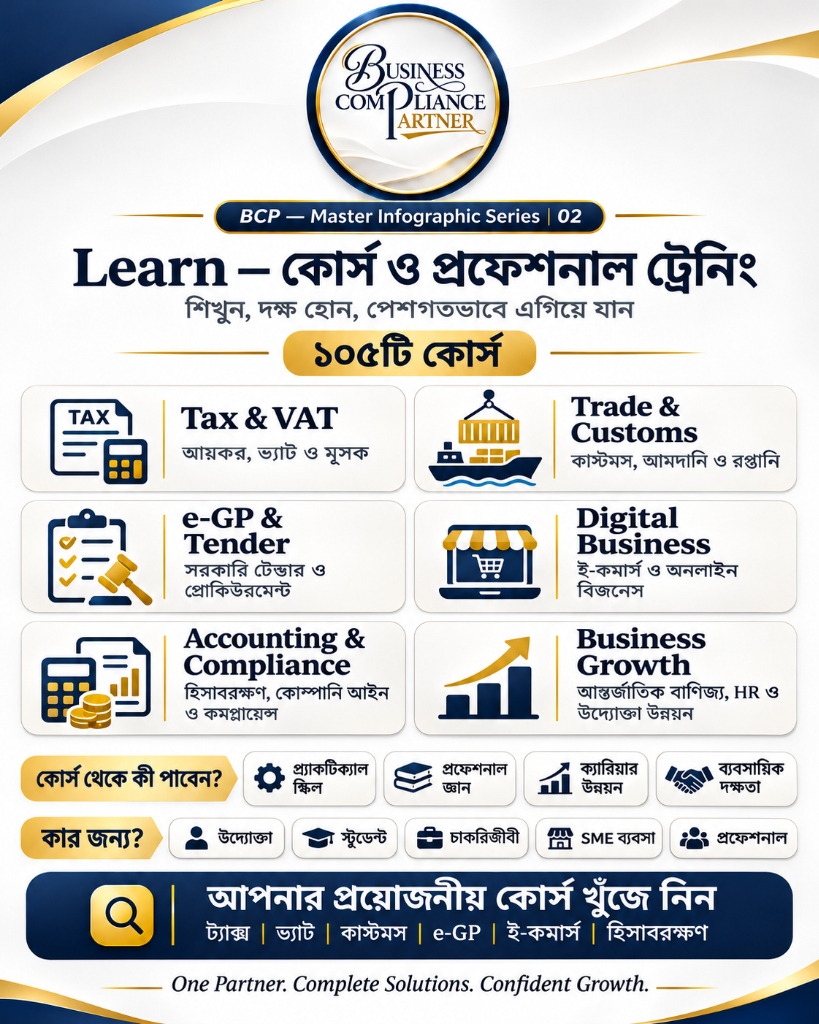 BUSINESS
COMPLIANCE
PARTNER
BCP — Master Infographic Series | 02
Learn – কোর্স ও প্রফেশনাল ট্রেনিং
শিখুন, দক্ষ হোন, পেশাগতভাবে এগিয়ে যান
১০৫টি কোর্স
TAX
Tax & VAT
আয়কর, ভ্যাট ও মূসক
Trade &
Customs
কাস্টমস, আমদানি ও রপ্তানি
e-GP &
Tender
সরকারি টেন্ডার ও
প্রোকিউরমেন্ট
Digital
Business
ই-কমার্স ও অনলাইন
বিজনেস
Accounting &
Compliance
হিসাবরক্ষণ, কোম্পানি আইন
ও কমপ্লায়েন্স
Business
Growth
আন্তর্জাতিক বাণিজ্য, HR ও
উদ্যোক্তা উন্নয়ন
কোর্স থেকে কী পাবেন?
প্র্যাকটিক্যাল
স্কিল
প্রফেশনাল
জ্ঞান
ক্যারিয়ার
উন্নয়ন
ব্যবসায়িক
দক্ষতা
কার জন্য?
উদ্যোক্তা
স্টুডেন্ট
চাকরিজীবী
SME ব্যবসা
প্রফেশনাল
আপনার প্রয়োজনীয় কোর্স খুঁজে নিন
ট্যাক্স | ভ্যাট | কাস্টমস | e-GP | ই-কমার্স | হিসাবরক্ষণ
One Partner. Complete Solutions. Confident Growth.